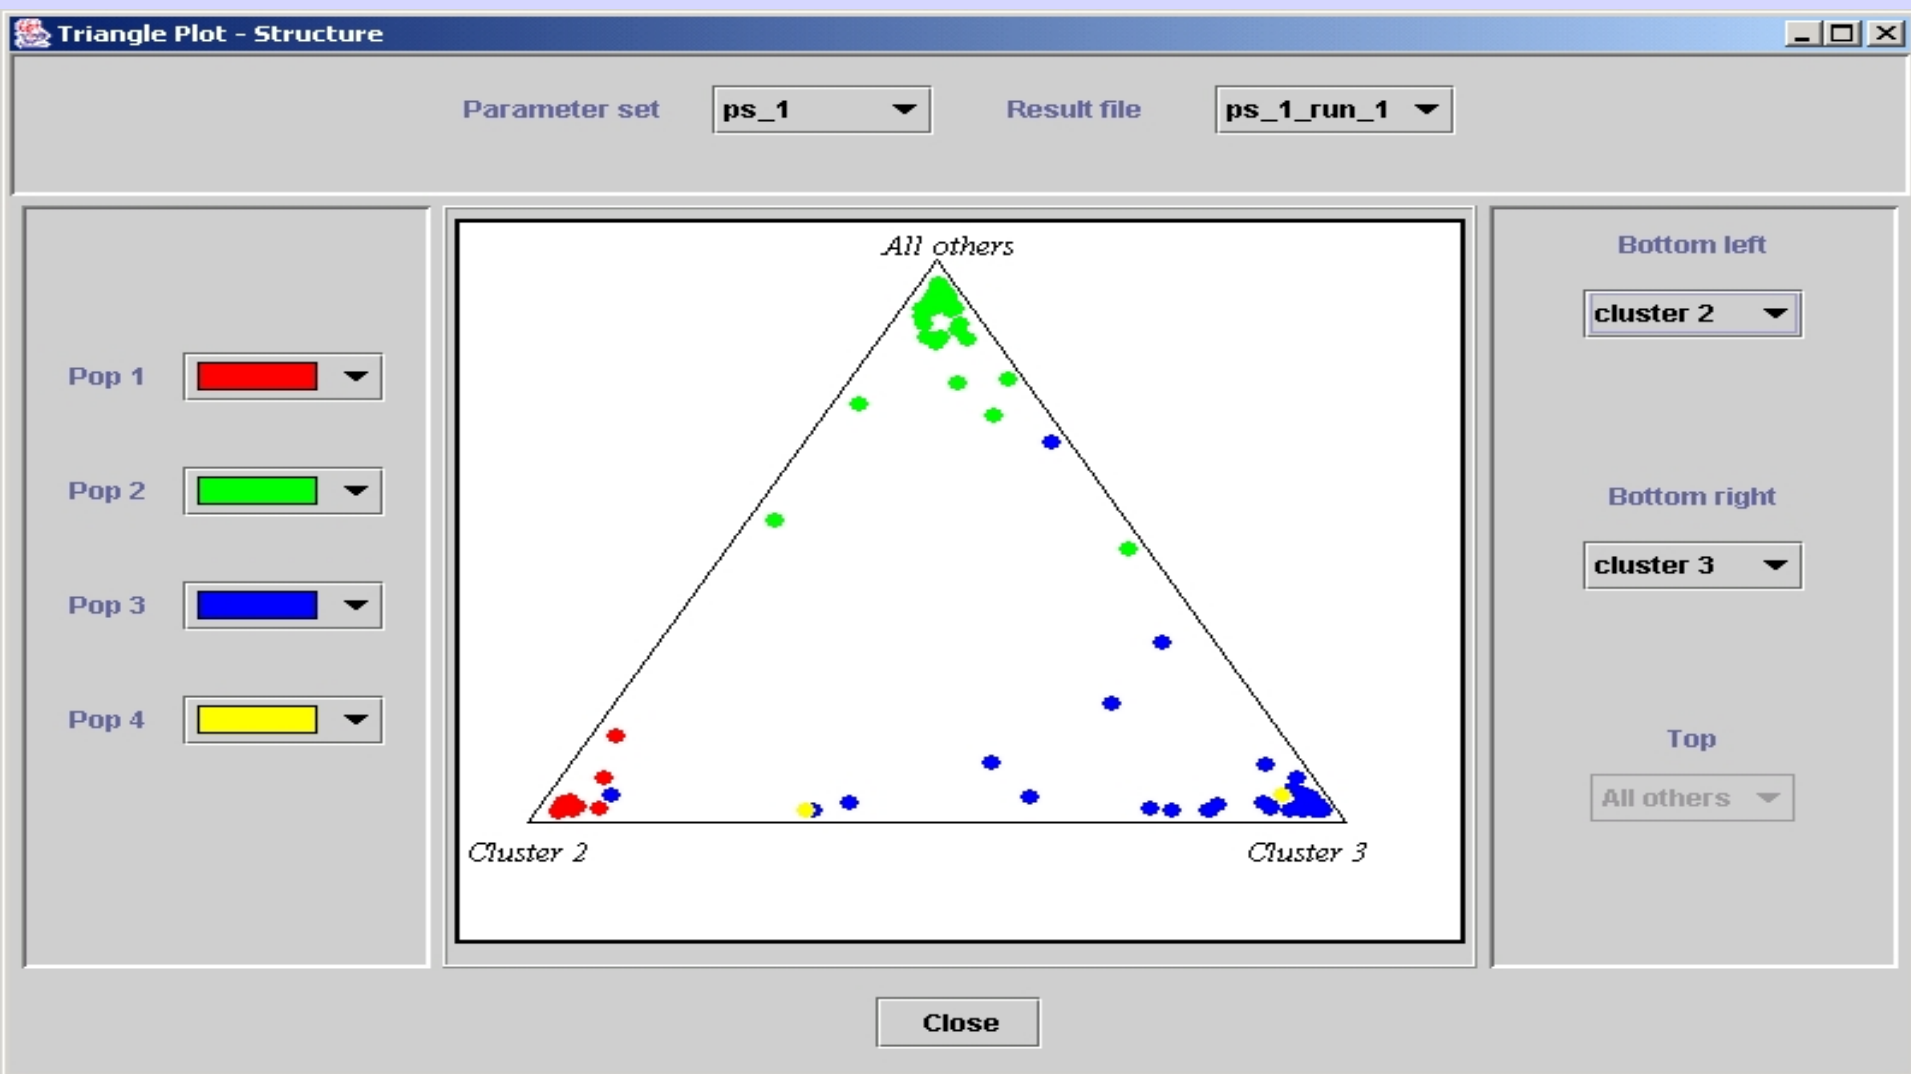 Triangle Plot - Structure
Parameter set ps_1 Result file ps_1_run_1
Pop 1
Pop 2
Pop 3
Pop 4
All others
Cluster 2 Cluster 3
Bottom left
cluster 2
Bottom right
cluster 3
Top
All others
Close